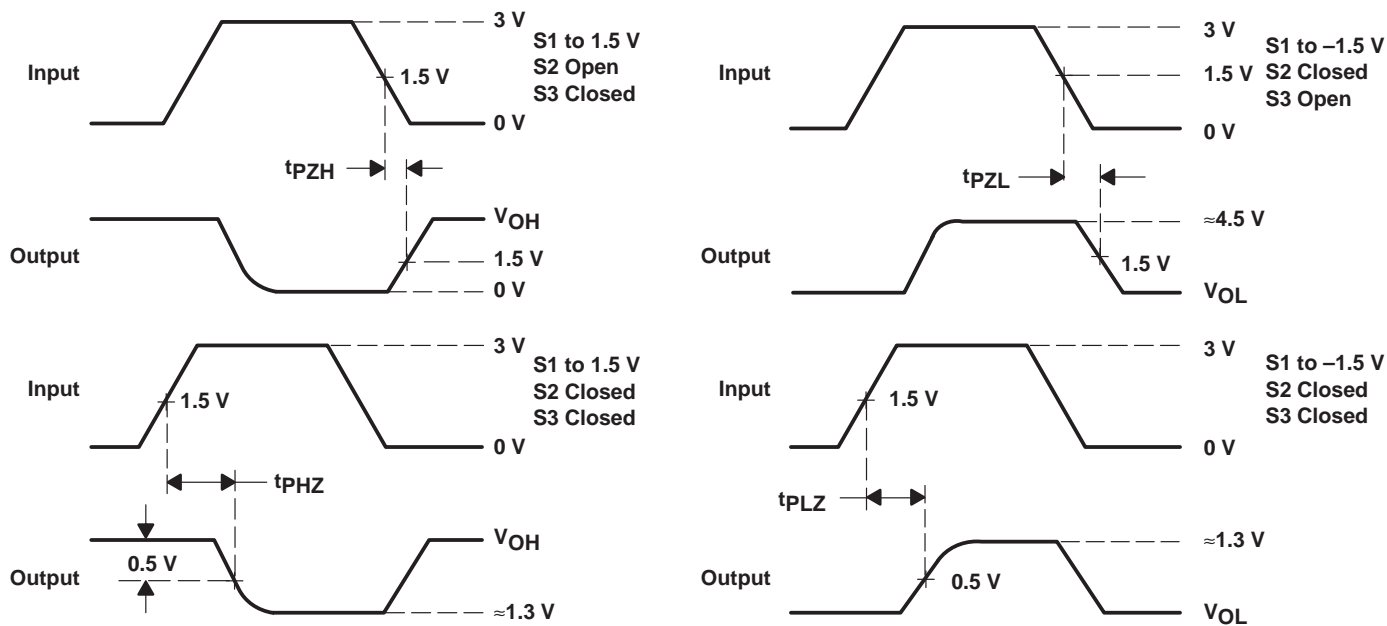 3 V
S1 to 1.5 V
S2 Open
S3 Closed
Input
1.5 V
0 V
tPZH
VOH
Output
1.5 V
0 V
3 V
S1 to –1.5 V
S2 Closed
S3 Open
Input
1.5 V
0 V
tPZL
≈4.5 V
Output
1.5 V
VOL
3 V
S1 to 1.5 V
S2 Closed
S3 Closed
Input
1.5 V
0 V
tPHZ
VOH
0.5 V
Output
≈1.3 V
3 V
S1 to –1.5 V
S2 Closed
S3 Closed
Input
1.5 V
0 V
tPLZ
≈1.3 V
Output
0.5 V
VOL